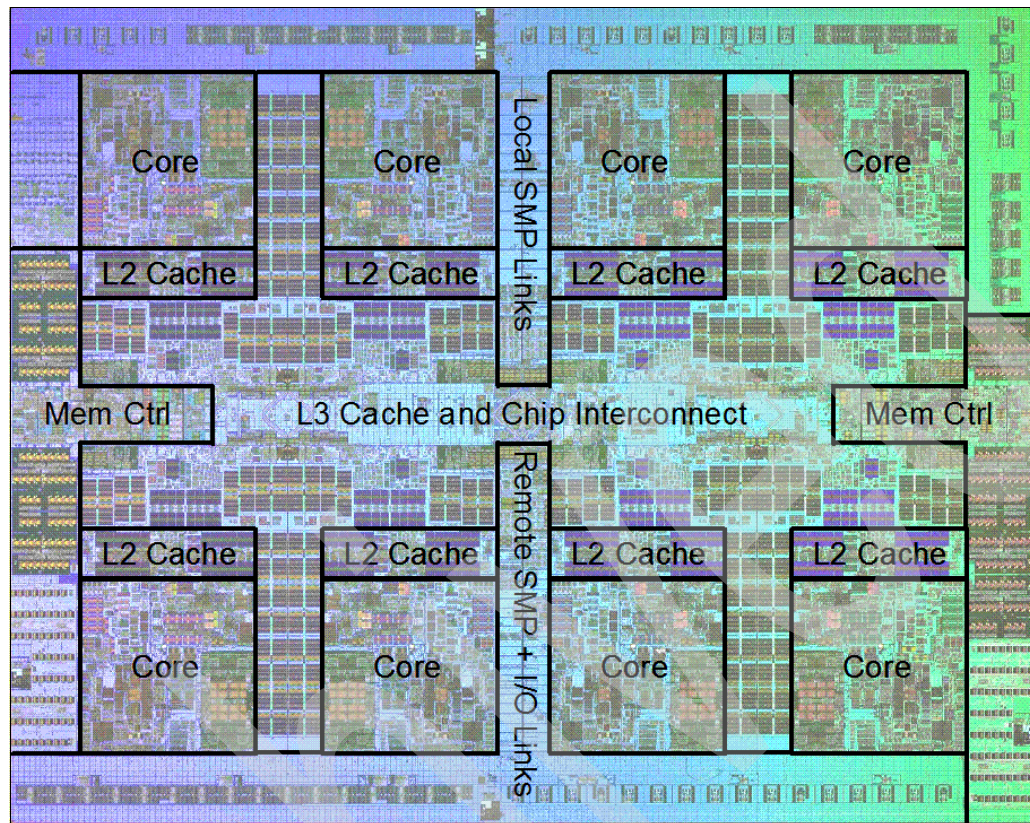 Core
Core
Local SMP Links
Core
Core
L2 Cache
L2 Cache
L2 Cache
L2 Cache
Mem Ctrl
L3 Cache and Chip Interconnect
Mem Ctrl
Remote SMP + I/O Links
L2 Cache
L2 Cache
L2 Cache
L2 Cache
Core
Core
Core
Core